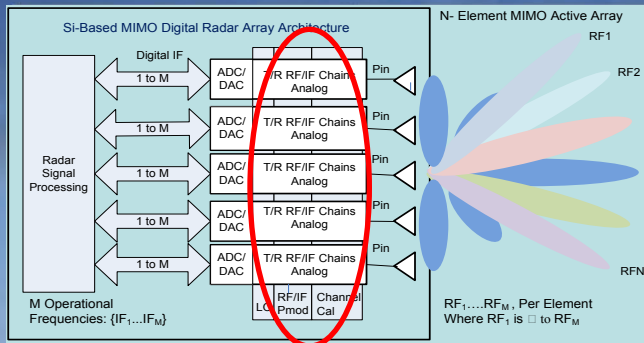 Si-Based MIMO Digital Radar Array Architecture
N- Element MIMO Active Array
Digital IF
1 to M
ADC/
DAC
T/R RF/IF Chains
Analog
Pin
1 to M
ADC/
DAC
T/R RF/IF Chains
Analog
Pin
Radar
Signal
Processing
1 to M
ADC/
DAC
T/R RF/IF Chains
Analog
Pin
1 to M
ADC/
DAC
T/R RF/IF Chains
Analog
Pin
1 to M
ADC/
DAC
T/R RF/IF Chains
Analog
Pin
RF1
RF2
RFN
M Operational
Frequencies: {IF₁...IFₘ}
LO
RF/IF
Pmod
Channel
Cal
RF₁….RFₘ , Per Element
Where RF₁ is □ to RFₘ